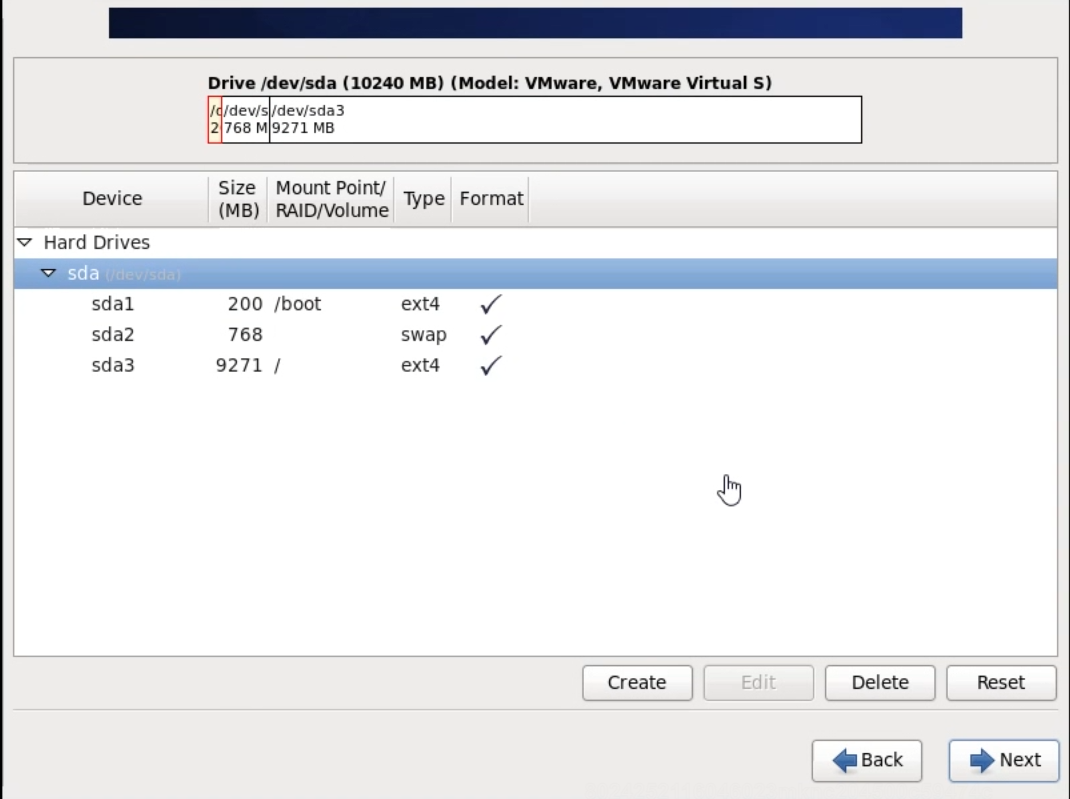 Drive /dev/sda (10240 MB) (Model: VMware, VMware Virtual S)
/d /dev/s /dev/sda3
2 768 M 9271 MB
Device Size (MB) Mount Point/ RAID/Volume Type Format
Hard Drives
sda (/dev/sda)
sda1 200 /boot ext4
sda2 768 swap
sda3 9271 / ext4
Create Edit Delete Reset
Back Next